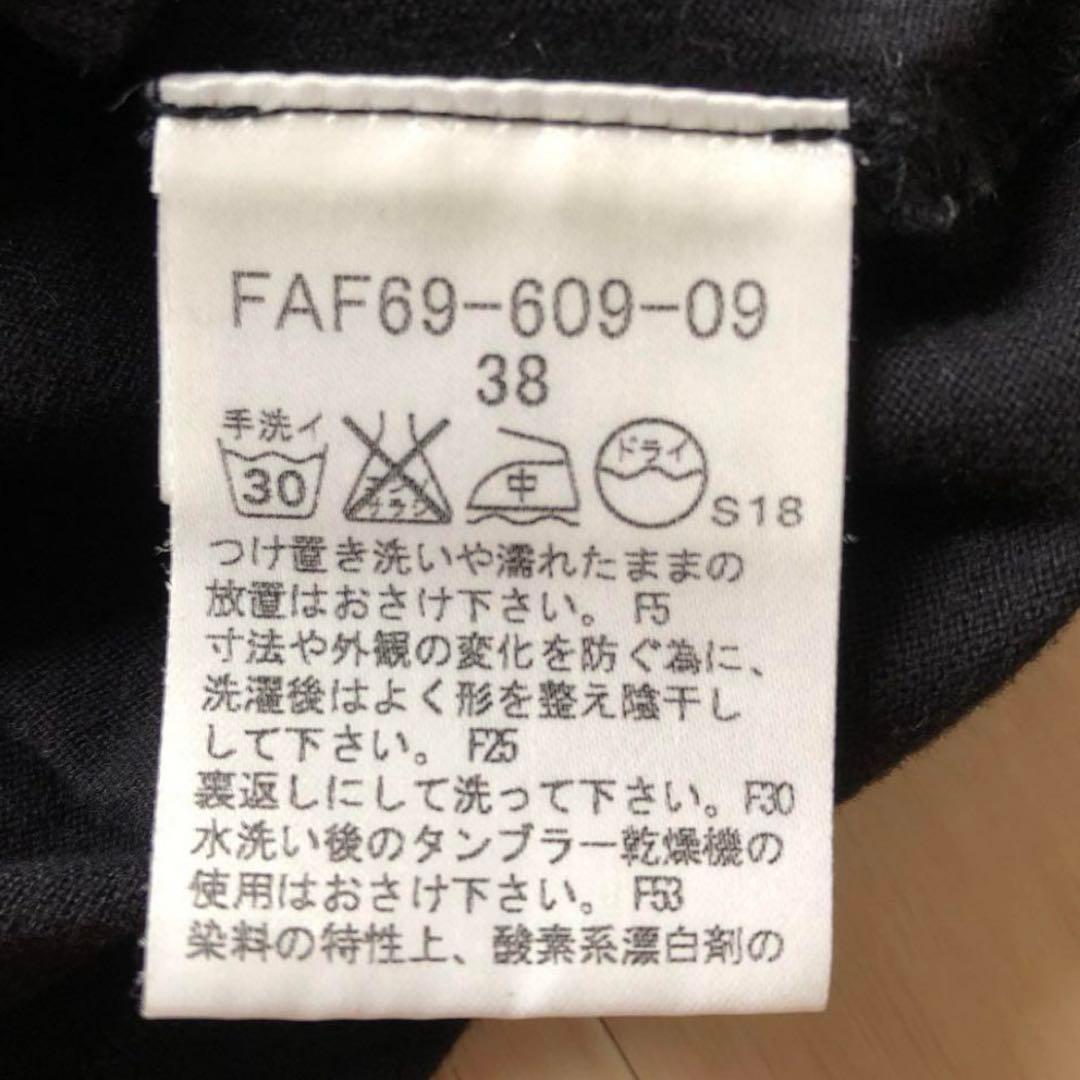 FAF69-609-09
38
手洗イ
30
エンソ
サラシ
中
ドライ
S18
つけ置き洗いや濡れたままの
放置はおさけ下さい。 F5
寸法や外観の変化を防ぐ為に、
洗濯後はよく形を整え陰干し
して下さい。 F25
裏返しにして洗って下さい。F30
水洗い後のタンブラー乾燥機の
使用はおさけ下さい。 F53
染料の特性上、酸素系漂白剤の